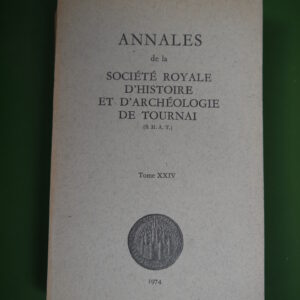 ANNALES
de la
SOCIÉTÉ ROYALE
D'HISTOIRE
ET D'ARCHÉOLOGIE
DE TOURNAI
(S. H. A. T.)
Tome XXIV
1974